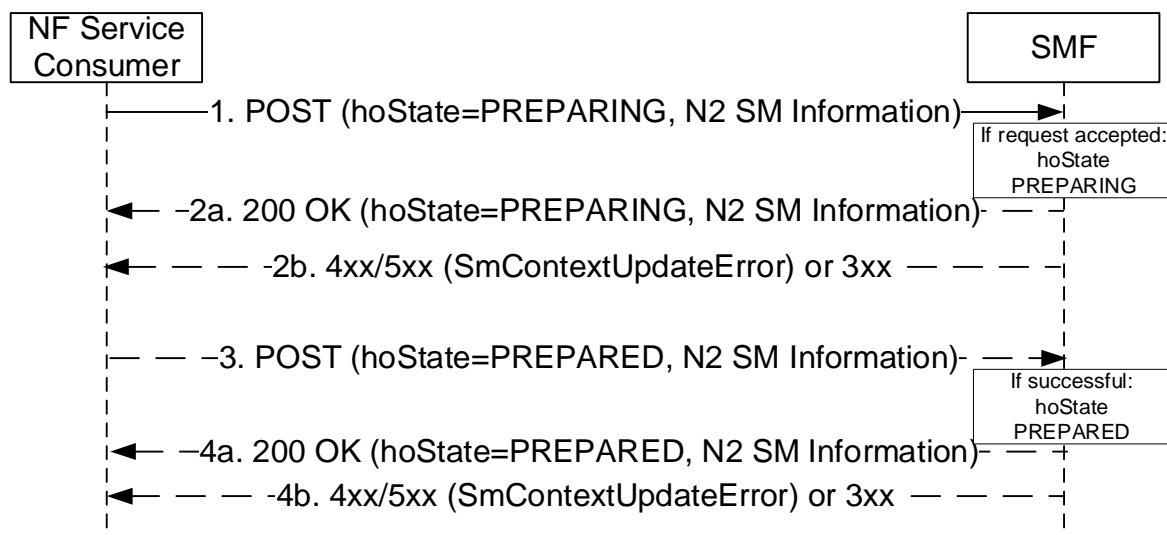 NF Service
Consumer
SMF
1. POST (hoState=PREPARING, N2 SM Information)
If request accepted:
hoState
PREPARING
2a. 200 OK (hoState=PREPARING, N2 SM Information)
2b. 4xx/5xx (SmContextUpdateError) or 3xx
3. POST (hoState=PREPARED, N2 SM Information)
If successful:
hoState
PREPARED
4a. 200 OK (hoState=PREPARED, N2 SM Information)
4b. 4xx/5xx (SmContextUpdateError) or 3xx